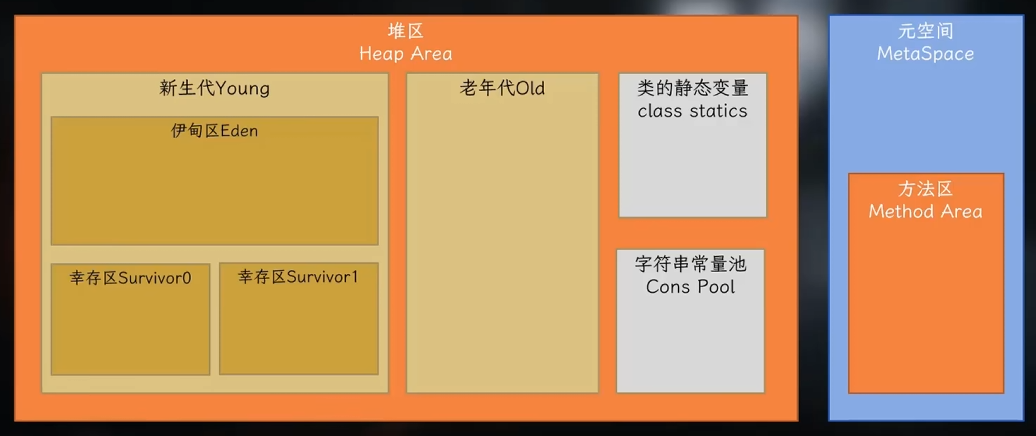 堆区
Heap Area
新生代Young
伊甸区Eden
幸存区Survivor0
幸存区Survivor1
老年代Old
类的静态变量
class statics
字符串常量池
Cons Pool
元空间
MetaSpace
方法区
Method Area